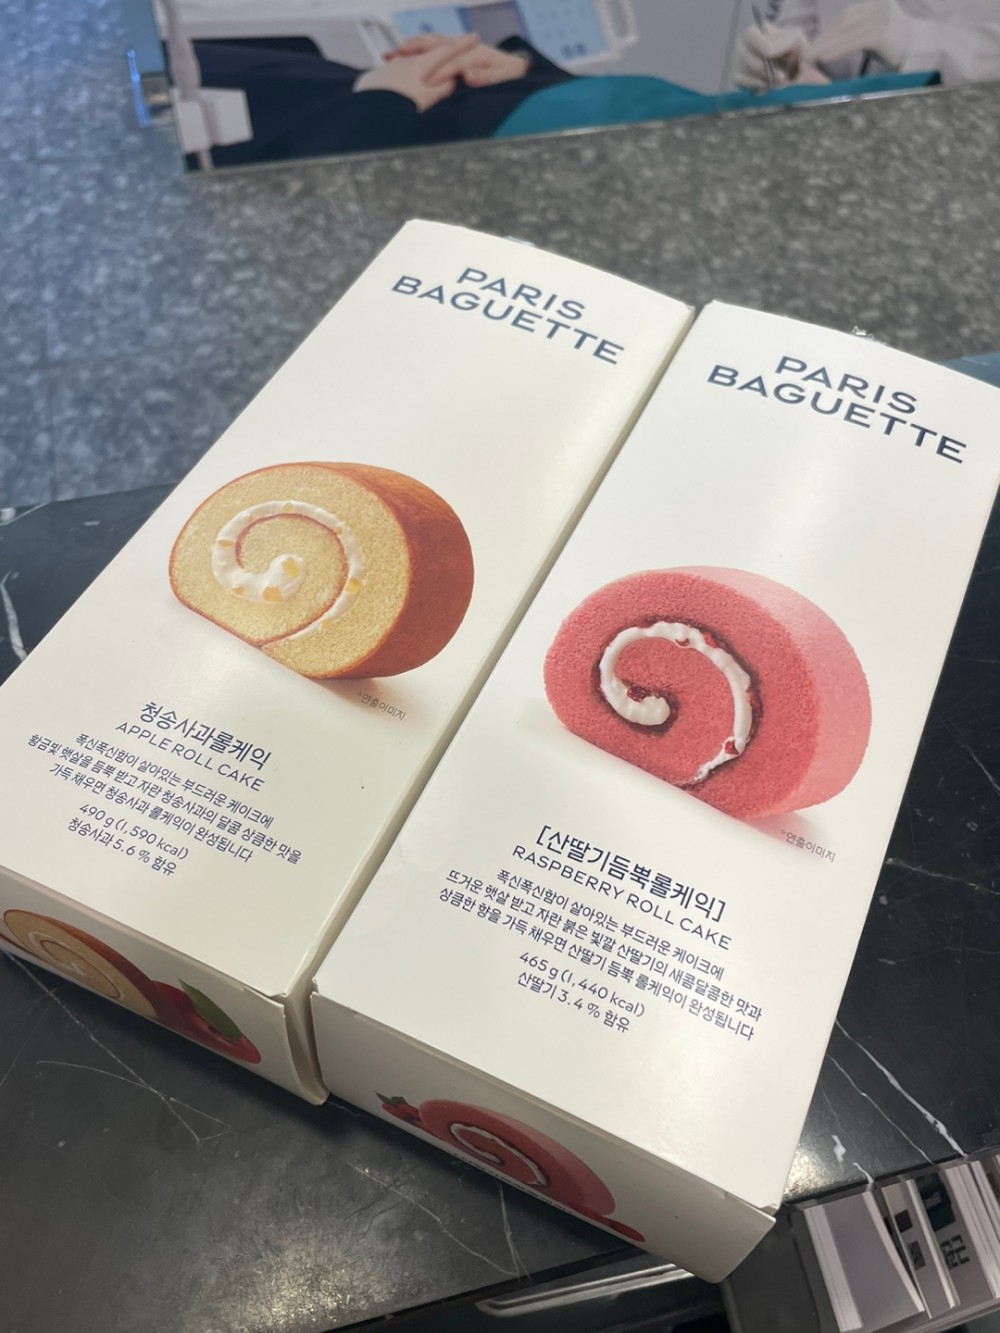 PARIS
BAGUETTE
*연출이미지
청송사과롤케익
APPLE ROLL CAKE
폭신폭신함이 살아있는 부드러운 케이크에
황금빛 햇살을 듬뿍 받고 자란 청송사과의 달콤 상큼한 맛을
가득 채우면 청송사과 롤케익이 완성됩니다
490 g (1,590 kcal)
청송사과 5.6 % 함유
PARIS
BAGUETTE
*연출이미지
[산딸기듬뿍롤케익]
RASPBERRY ROLL CAKE
폭신폭신함이 살아있는 부드러운 케이크에
뜨거운 햇살 받고 자란 붉은 빛깔 산딸기의 새콤달콤한 맛과
상큼한 향을 가득 채우면 산딸기 듬뿍 롤케익이 완성됩니다
465 g (1,440 kcal)
산딸기 3.4 % 함유